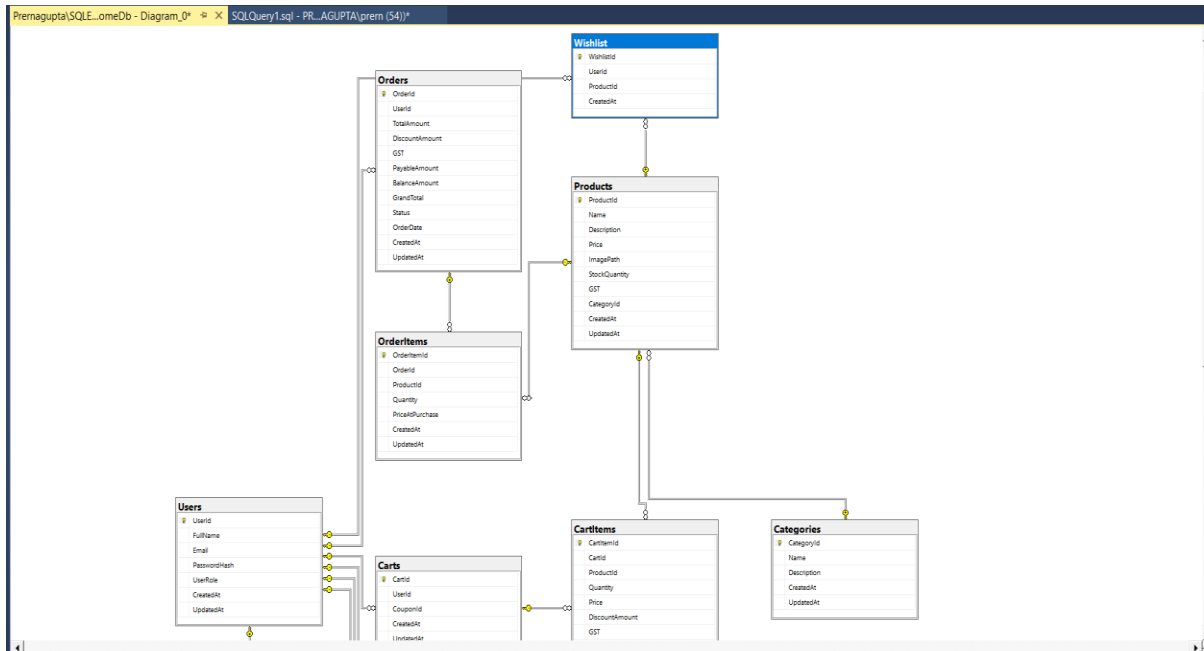 Prernagupta\SQLE...omeDb - Diagram_0*
SQLQuery1.sql - PR...AGUPTA\prern (54))*
Wishlist
WishlistId
UserId
ProductId
CreatedAt
Orders
OrderId
UserId
TotalAmount
DiscountAmount
GST
PayableAmount
BalanceAmount
GrandTotal
Status
OrderDate
CreatedAt
UpdatedAt
Products
ProductId
Name
Description
Price
ImagePath
StockQuantity
GST
CategoryId
CreatedAt
UpdatedAt
OrderItems
OrderItemId
OrderId
ProductId
Quantity
PriceAtPurchase
CreatedAt
UpdatedAt
Users
UserId
FullName
Email
PasswordHash
UserRole
CreatedAt
UpdatedAt
Carts
CartId
UserId
CouponId
CreatedAt
UpdatedAt
CartItems
CartItemId
CartId
ProductId
Quantity
Price
DiscountAmount
GST
Categories
CategoryId
Name
Description
CreatedAt
UpdatedAt